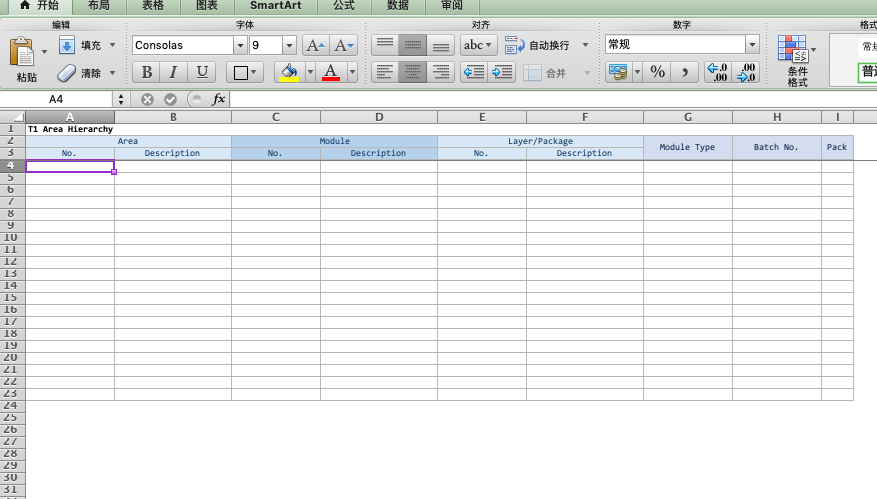 开始 布局 表格 图表 SmartArt 公式 数据 审阅
编辑 字体 对齐 数字 格式
粘贴 填充 清除
Consolas 9 A A
B I U A
abc 自动换行
合并
常规
% , .0 .00 .00 .0
条件格式
常规
普通
A4 fx
A B C D E F G H I
1 T1 Area Hierarchy
2 Area Module Layer/Package Module Type Batch No. Pack
3 No. Description No. Description No. Description
4
5
6
7
8
9
10
11
12
13
14
15
16
17
18
19
20
21
22
23
24
25
26
27
28
29
30
31